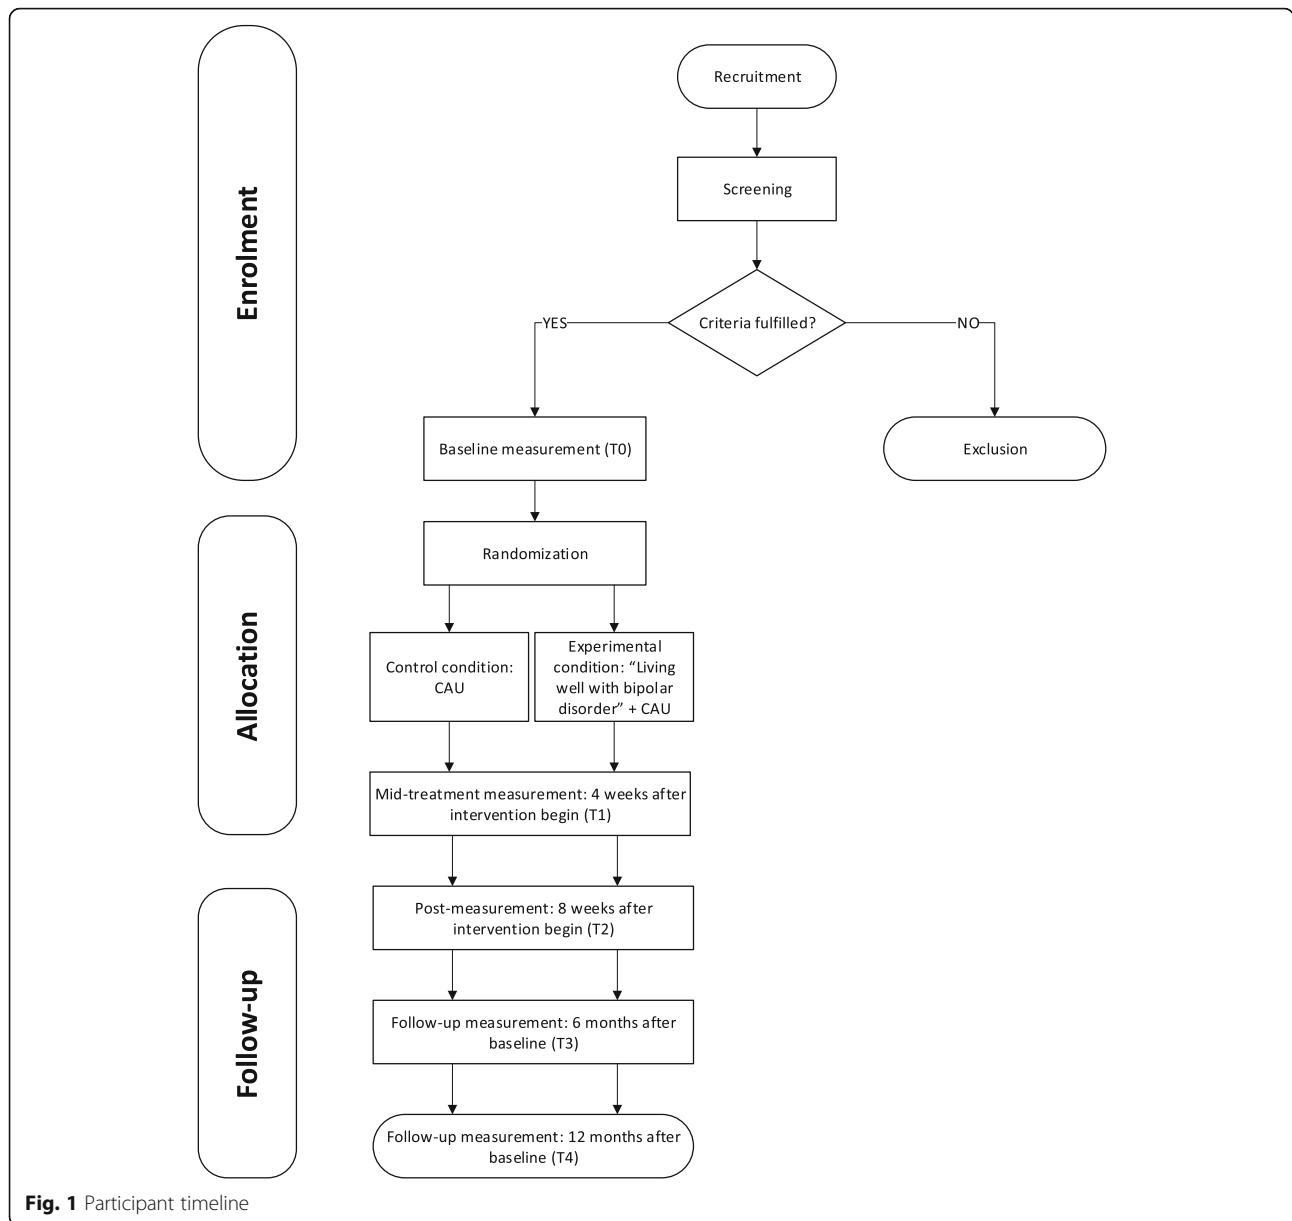 Enrolment
Recruitment
Screening
Criteria fulfilled?
YES
NO
Baseline measurement (T0)
Exclusion
Allocation
Randomization
Control condition:
CAU
Experimental
condition: “Living
well with bipolar
disorder” + CAU
Mid-treatment measurement: 4 weeks after
intervention begin (T1)
Follow-up
Post-measurement: 8 weeks after
intervention begin (T2)
Follow-up measurement: 6 months after
baseline (T3)
Follow-up measurement: 12 months after
baseline (T4)
Fig. 1 Participant timeline